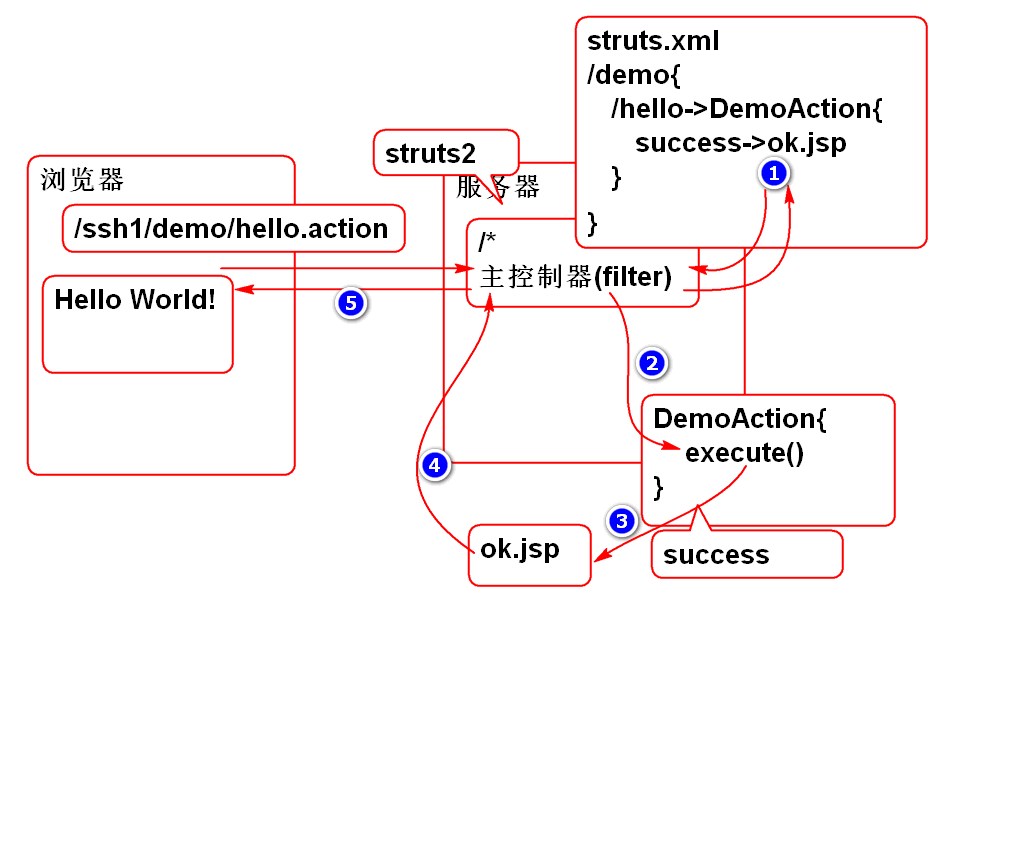 struts.xml
/demo{
/hello->DemoAction{
success->ok.jsp
}
}
1
struts2
服务器
浏览器
/ssh1/demo/hello.action
/*
主控制器(filter)
Hello World!
5
2
DemoAction{
execute()
}
4
3
ok.jsp
success